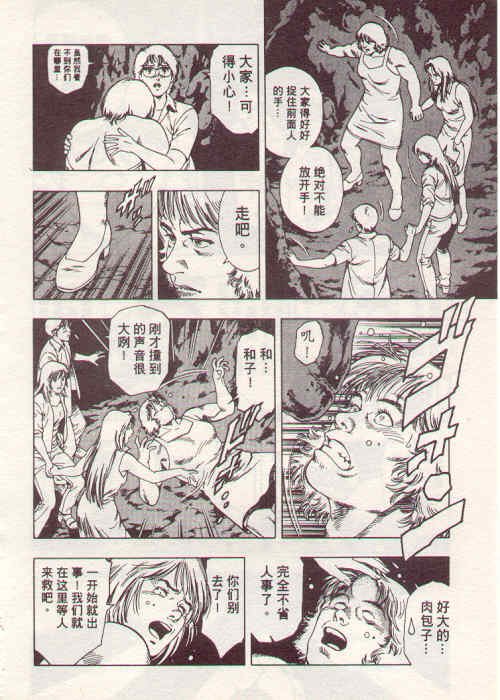 大家得好好
捉住前面人
的手…
绝对不能
放开手！
大家…可
得小心！
虽然我看
不到你们
在哪里…
走吧。
叽！
和…
和子！
刚才撞到
的声音很
大咧！
好大的…
肉包子…
完全不省
人事了。
你们别
去了！
一开始就出
事！我们就
在这里等人
来救吧。